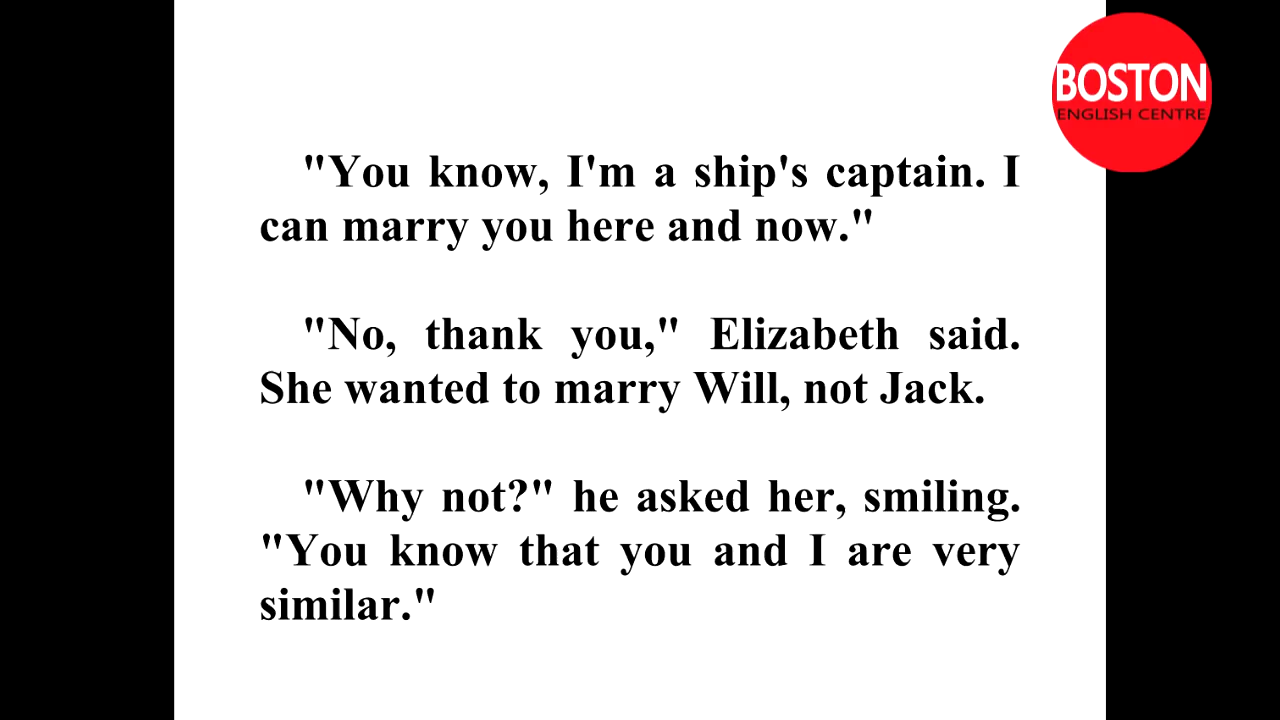 BOSTON
ENGLISH CENTRE
"You know, I'm a ship's captain. I
can marry you here and now."
"No, thank you," Elizabeth said.
She wanted to marry Will, not Jack.
"Why not?" he asked her, smiling.
"You know that you and I are very
similar."